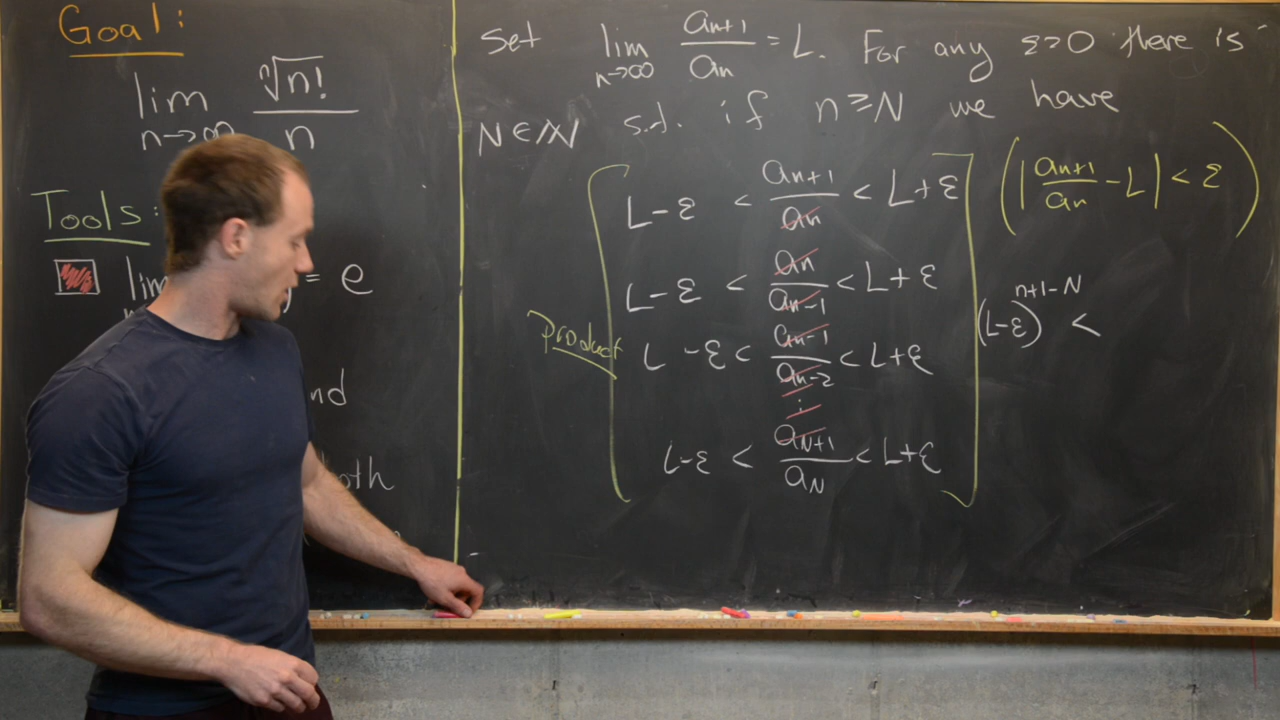 Goal:
lim n→∞ ⁿ√n! / n
Tools:
lim = e
nd
oth
Set lim n→∞ aₙ₊₁/aₙ = L. For any ε>0 there is
N∈ℕ s.t. if n≥N we have
L-ε < aₙ₊₁/aₙ < L+ε (|aₙ₊₁/aₙ - L| < ε)
L-ε < aₙ/aₙ₋₁ < L+ε
(L-ε)ⁿ⁺¹⁻ᴺ <
product
L-ε < aₙ₋₁/aₙ₋₂ < L+ε
⋮
L-ε < a_{N+1}/a_N < L+ε